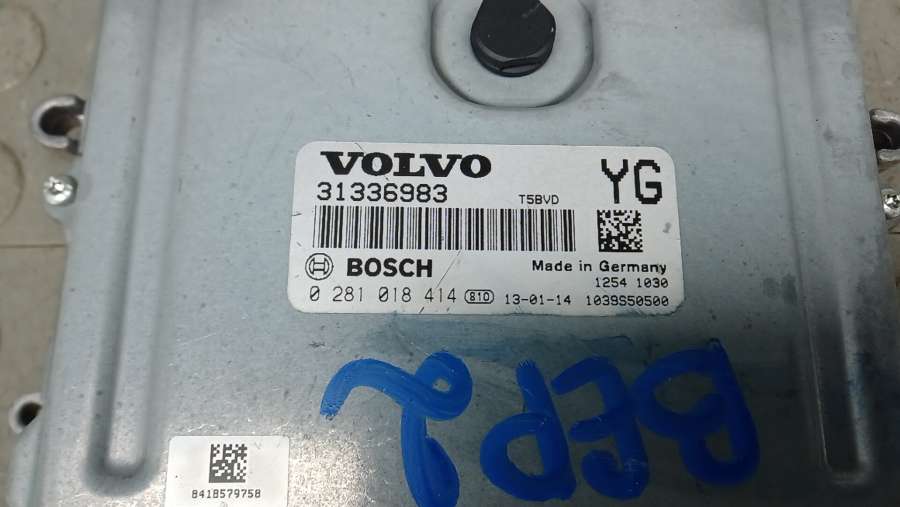 VOLVO
31336983 T5BVD YG
BOSCH Made in Germany
1254 1030
0 281 018 414 810 13-01-14 1039S50500
8418579758